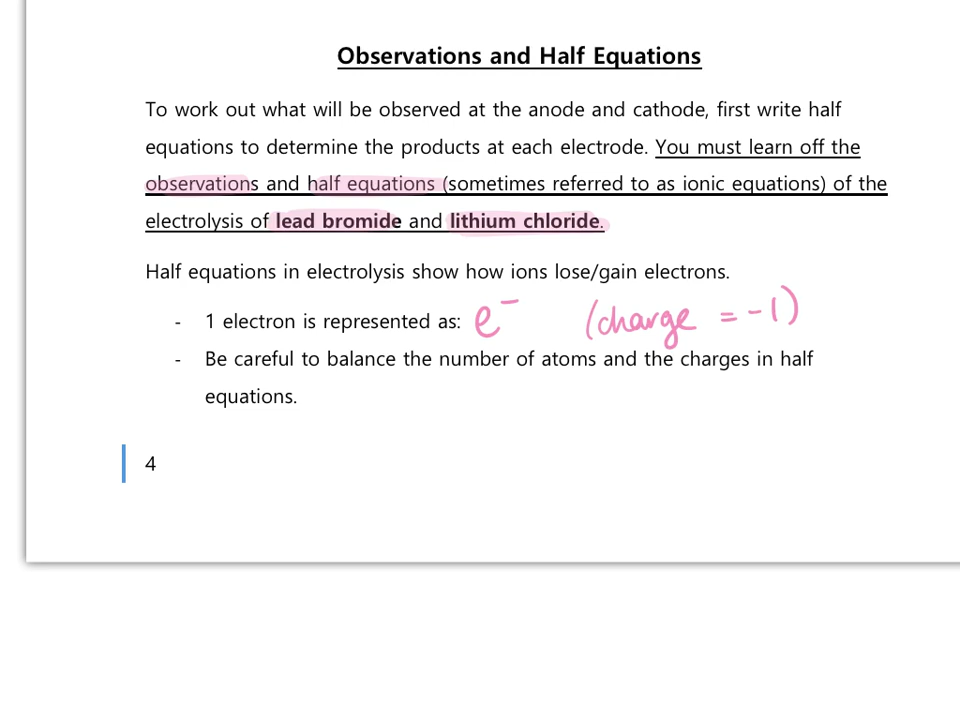 Observations and Half Equations
To work out what will be observed at the anode and cathode, first write half
equations to determine the products at each electrode. You must learn off the
observations and half equations (sometimes referred to as ionic equations) of the
electrolysis of lead bromide and lithium chloride.
Half equations in electrolysis show how ions lose/gain electrons.
- 1 electron is represented as: e⁻ (charge = -1)
- Be careful to balance the number of atoms and the charges in half
equations.
4